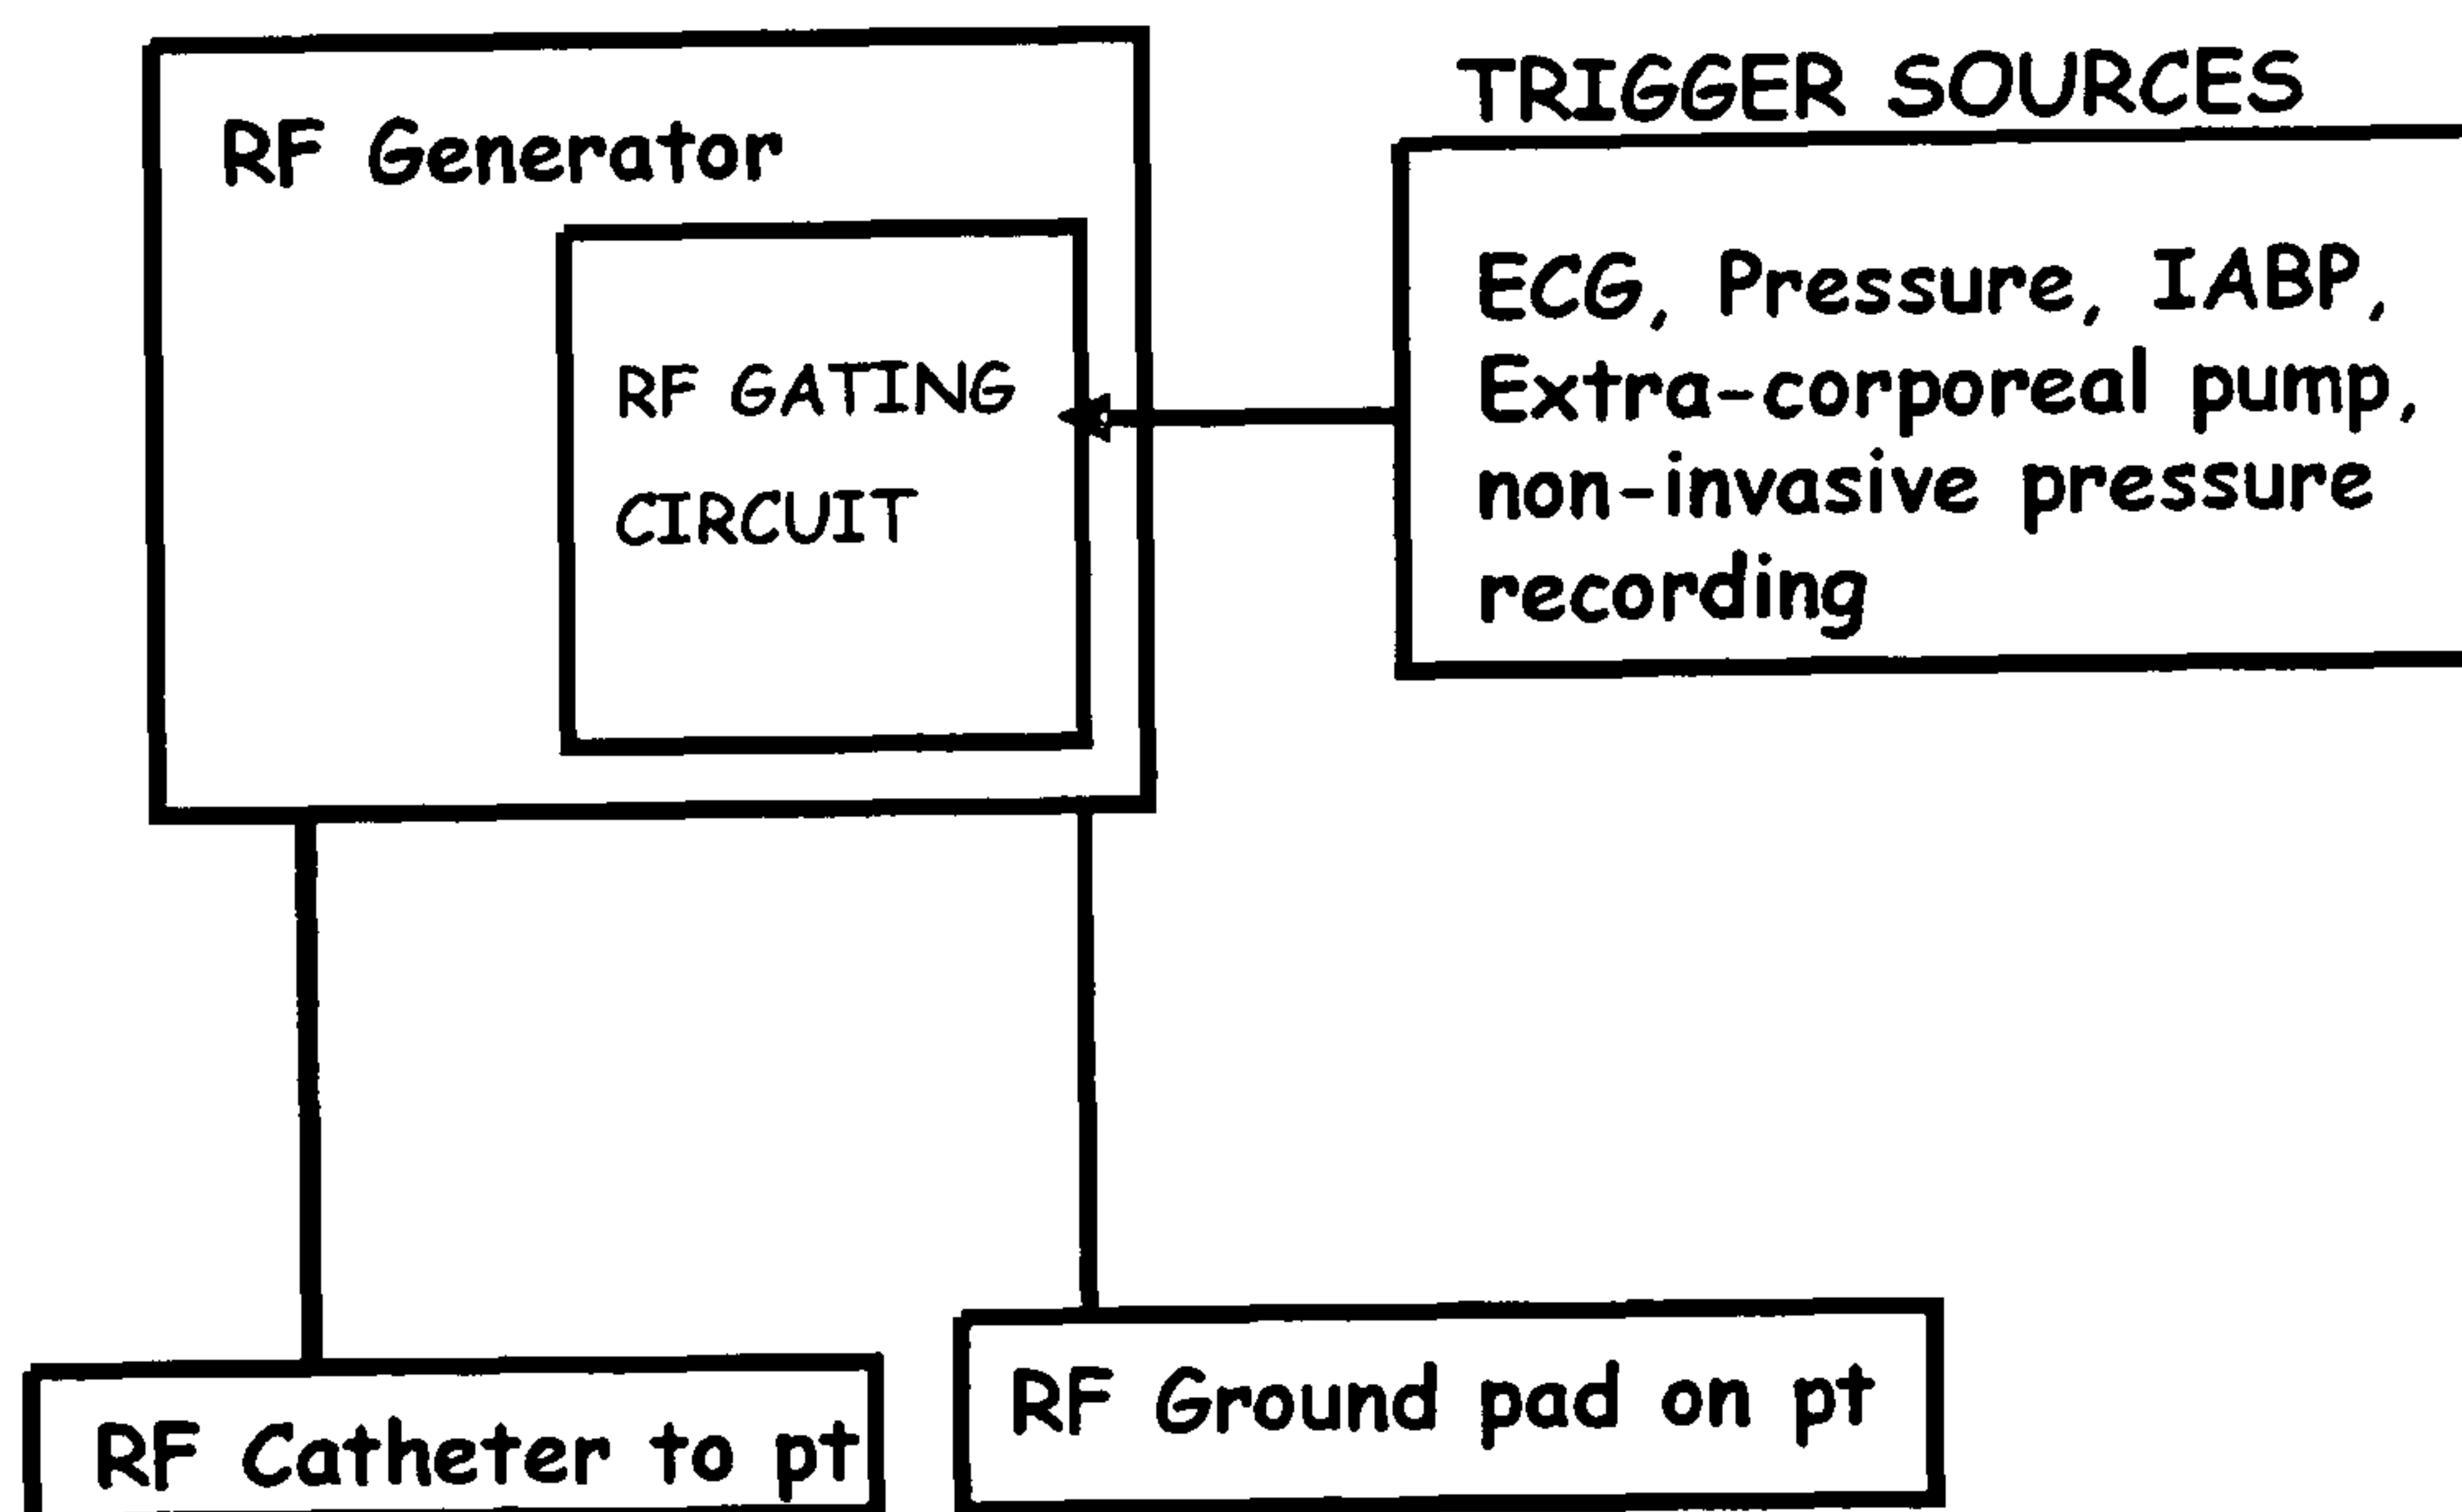 RF Generator
RF GATING
CIRCUIT
TRIGGER SOURCES
ECG, Pressure, IABP,
Extra-corporeal pump,
non-invasive pressure
recording
RF Catheter to pt
RF Ground pad on pt